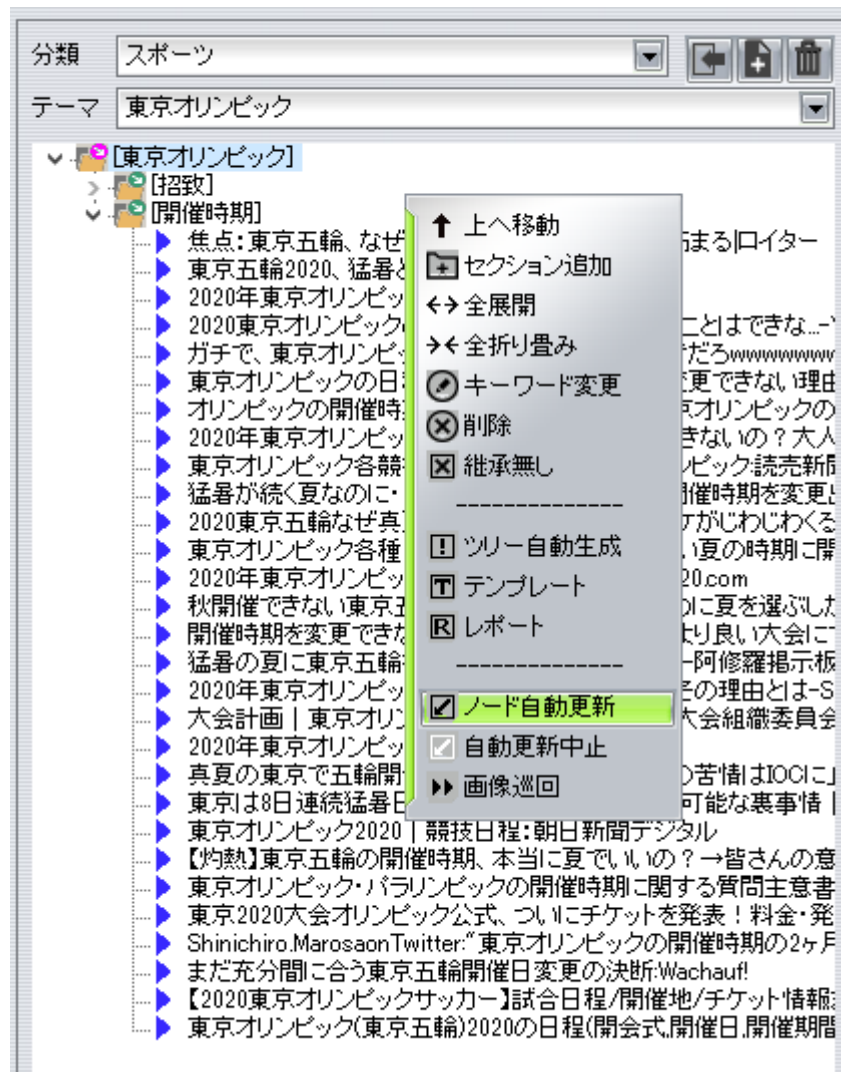 分類 スポーツ
テーマ 東京オリンピック
[東京オリンピック]
[招致]
[開催時期]
焦点:東京五輪、なぜ まる|ロイター
東京五輪2020、猛暑
2020年東京オリンピッ
2020東京オリンピック ことはできな...-
ガチで、東京オリンピ だろwwwwwwww
東京オリンピックの日 更できない理由
オリンピックの開催時 オリンピックの
2020年東京オリンピッ きないの？大人
東京オリンピック各競 ピック:読売新聞
猛暑が続く夏なのに・ 催時期を変更
2020東京五輪なぜ真 がじわじわくる
東京オリンピック各種 い夏の時期に開
2020年東京オリンピッ 20.com
秋開催できない東京五 に夏を選ぶした
開催時期を変更できな より良い大会に
猛暑の夏に東京五輪 -阿修羅掲示板
2020年東京オリンピッ の理由とは-S
大会計画 | 東京オリン 大会組織委員会
2020年東京オリンピッ
真夏の東京で五輪開 の苦情はIOCに
東京は8日連続猛暑日 可能な裏事情 |
東京オリンピック2020 | 競技日程:朝日新聞デジタル
【灼熱】東京五輪の開催時期、本当に夏でいいの？→皆さんの意
東京オリンピック・パラリンピックの開催時期に関する質問主意書
東京2020大会オリンピック公式、ついにチケットを発表！料金・発
Shinichiro.MarosaonTwitter:“東京オリンピックの開催時期の2ヶ月
まだ充分間に合う東京五輪開催日変更の決断:Wachauf!
【2020東京オリンピックサッカー】試合日程/開催地/チケット情報
東京オリンピック(東京五輪)2020の日程(開会式,開催日,開催期間
上へ移動
セクション追加
全展開
全折り畳み
キーワード変更
削除
継承無し
--------------
ツリー自動生成
テンプレート
レポート
--------------
ノード自動更新
自動更新中止
画像巡回